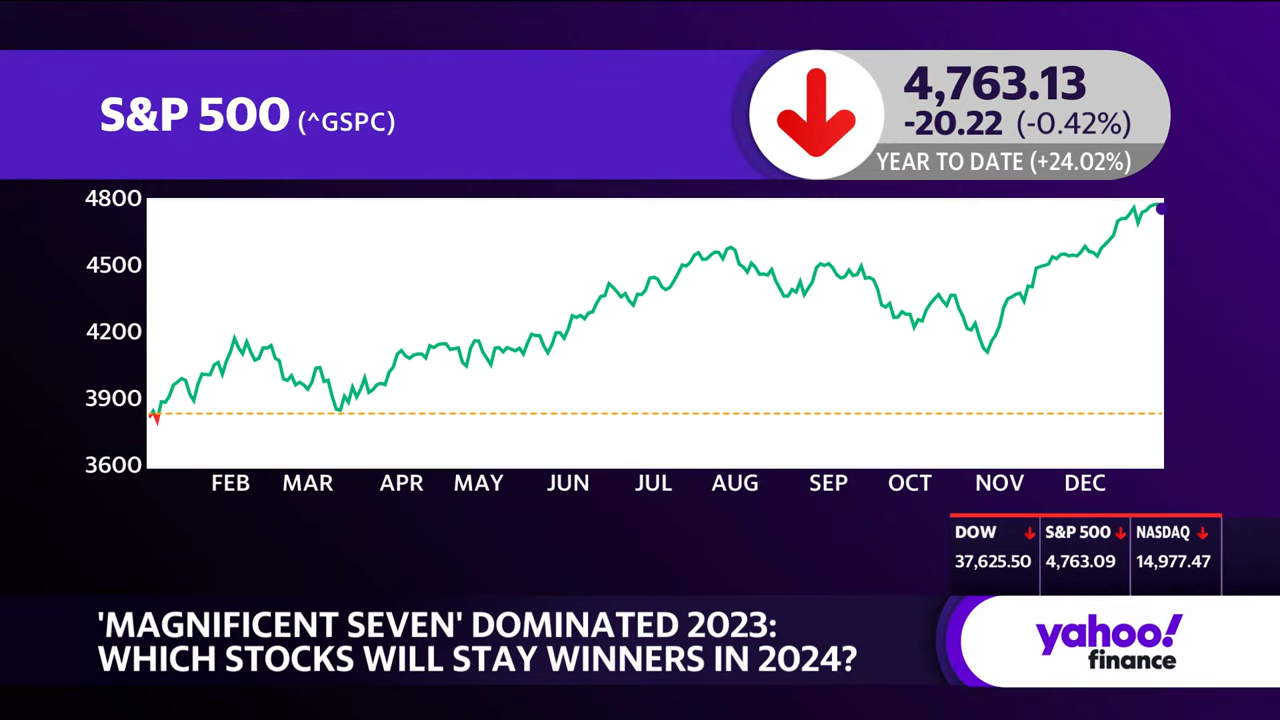 S&P 500 (^GSPC)
4,763.13
-20.22 (-0.42%)
YEAR TO DATE (+24.02%)
4800
4500
4200
3900
3600
FEB MAR APR MAY JUN JUL AUG SEP OCT NOV DEC
DOW S&P 500 NASDAQ
37,625.50 4,763.09 14,977.47
'MAGNIFICENT SEVEN' DOMINATED 2023:
WHICH STOCKS WILL STAY WINNERS IN 2024?
yahoo!
finance